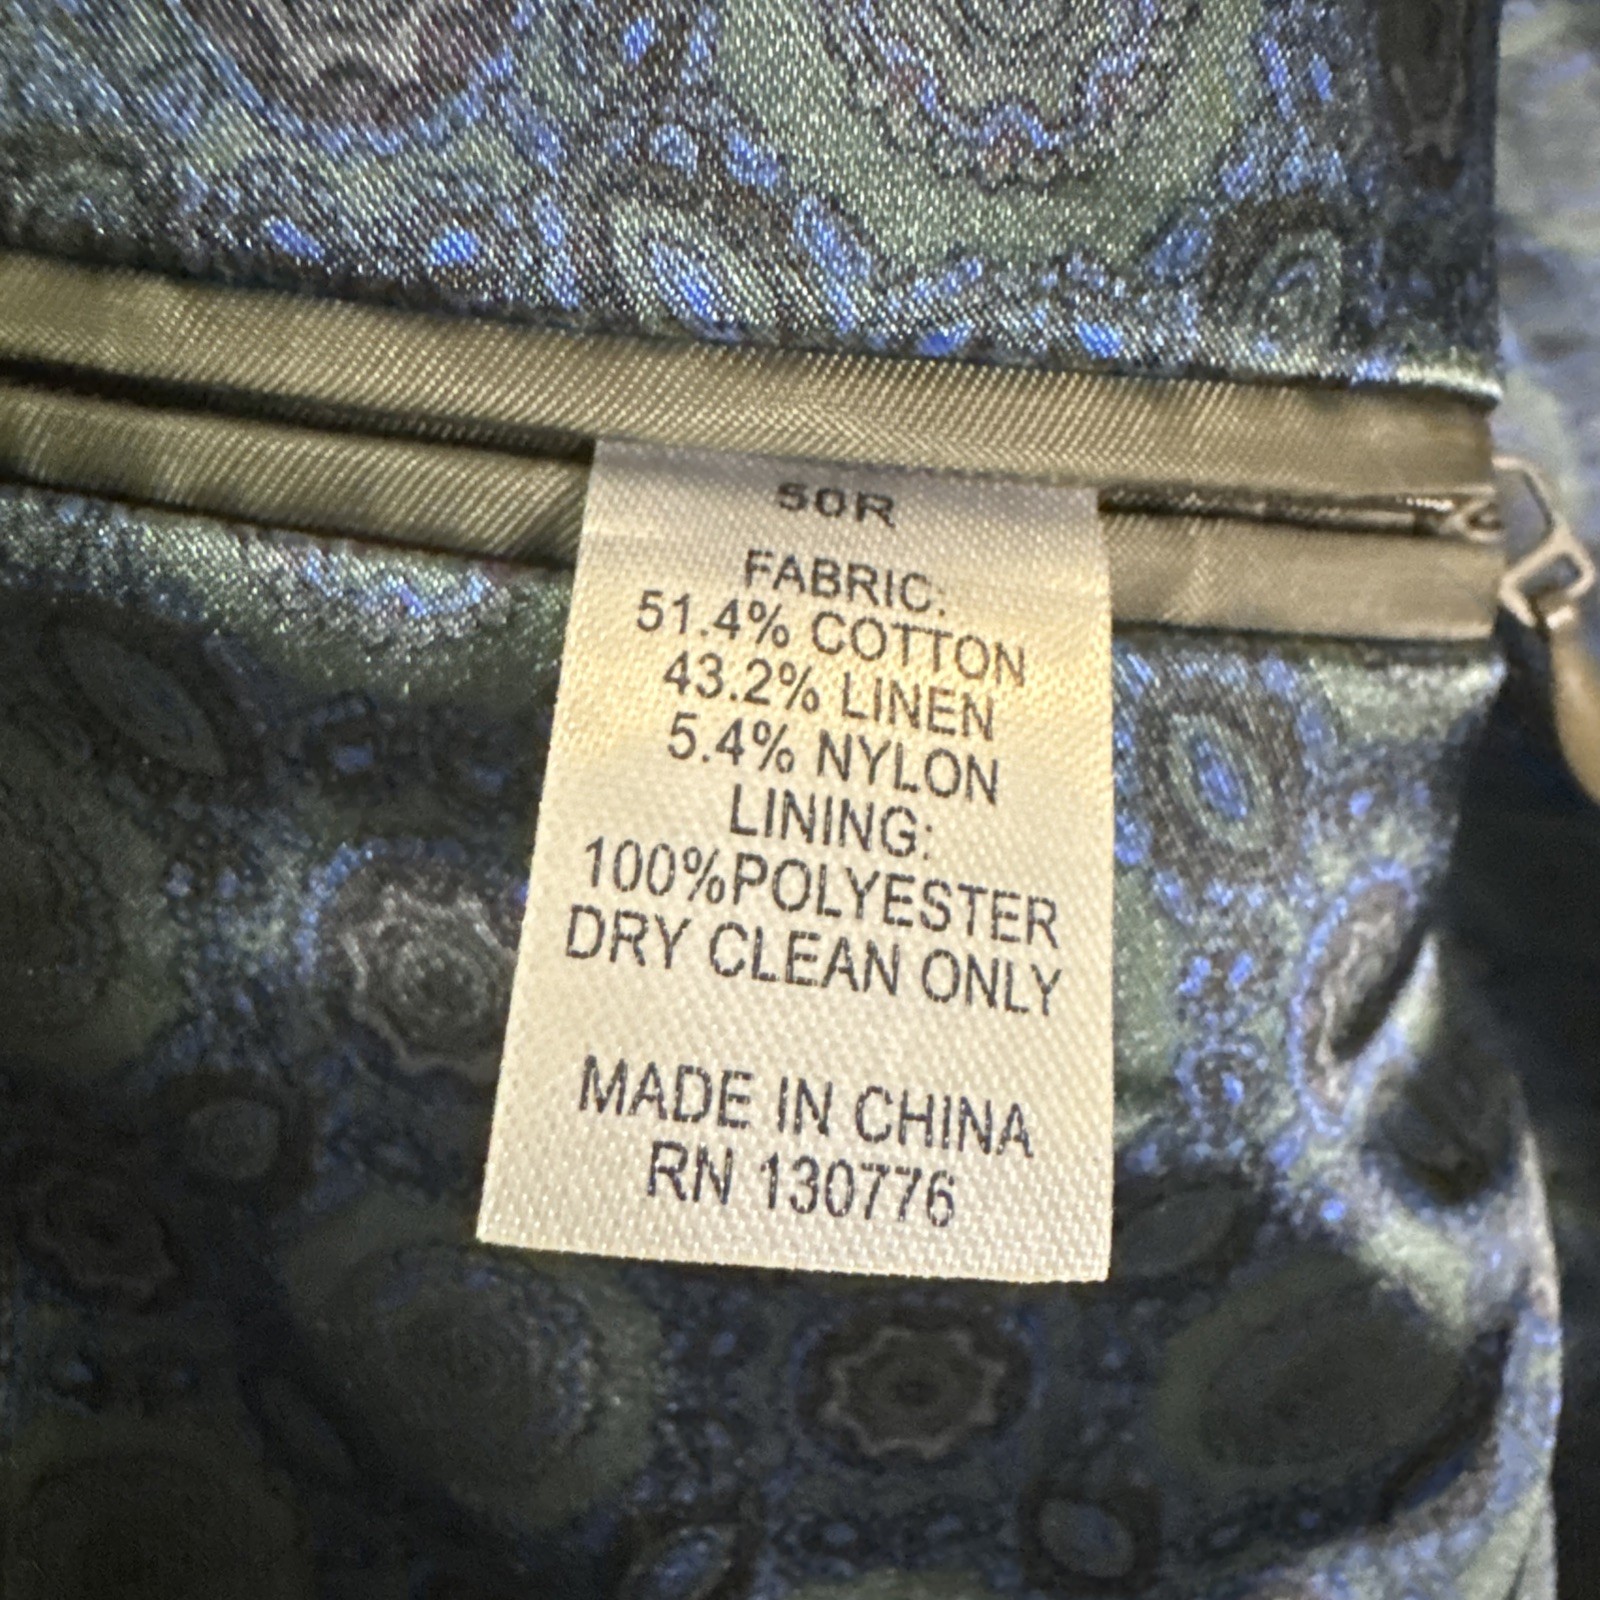 50R
FABRIC:
51.4% COTTON
43.2% LINEN
5.4% NYLON
LINING:
100%POLYESTER
DRY CLEAN ONLY
MADE IN CHINA
RN 130776